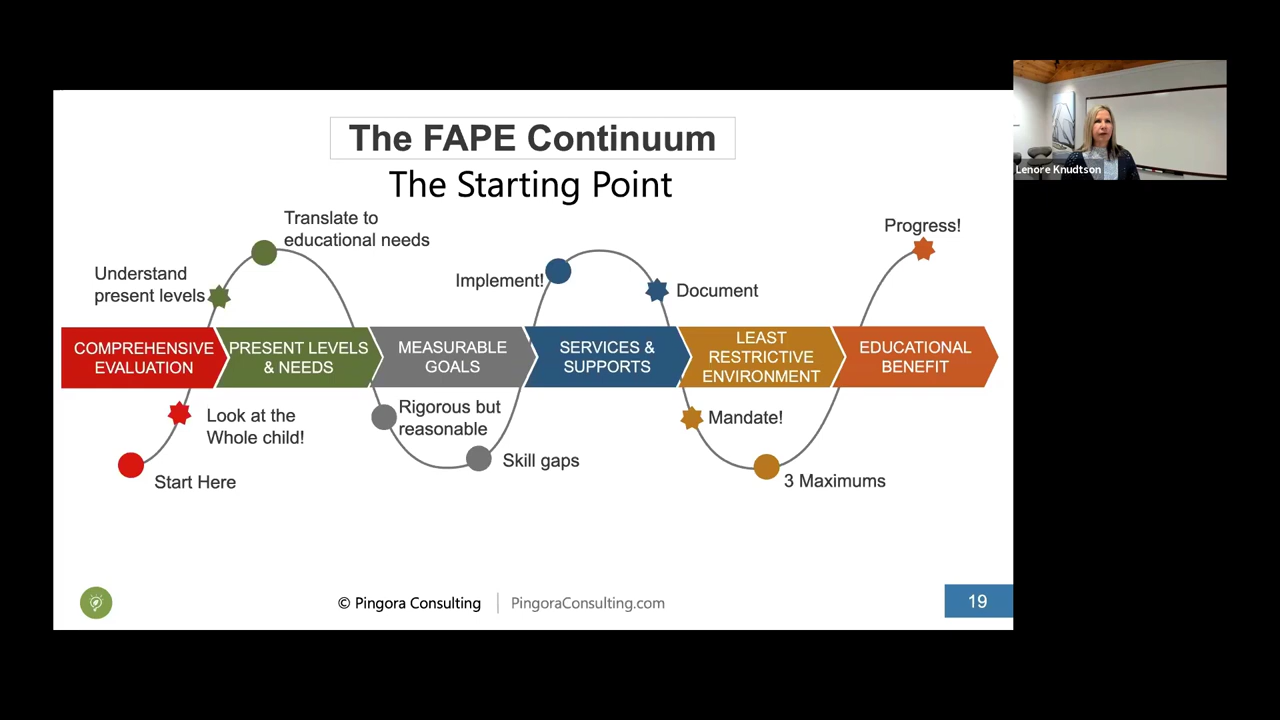 The FAPE Continuum
The Starting Point
Translate to
educational needs
Understand
present levels
Implement!
Document
Progress!
COMPREHENSIVE
EVALUATION
PRESENT LEVELS
& NEEDS
MEASURABLE
GOALS
SERVICES &
SUPPORTS
LEAST
RESTRICTIVE
ENVIRONMENT
EDUCATIONAL
BENEFIT
Look at the
Whole child!
Start Here
Rigorous but
reasonable
Skill gaps
Mandate!
3 Maximums
© Pingora Consulting
PingoraConsulting.com
19
Lenore Knudtson